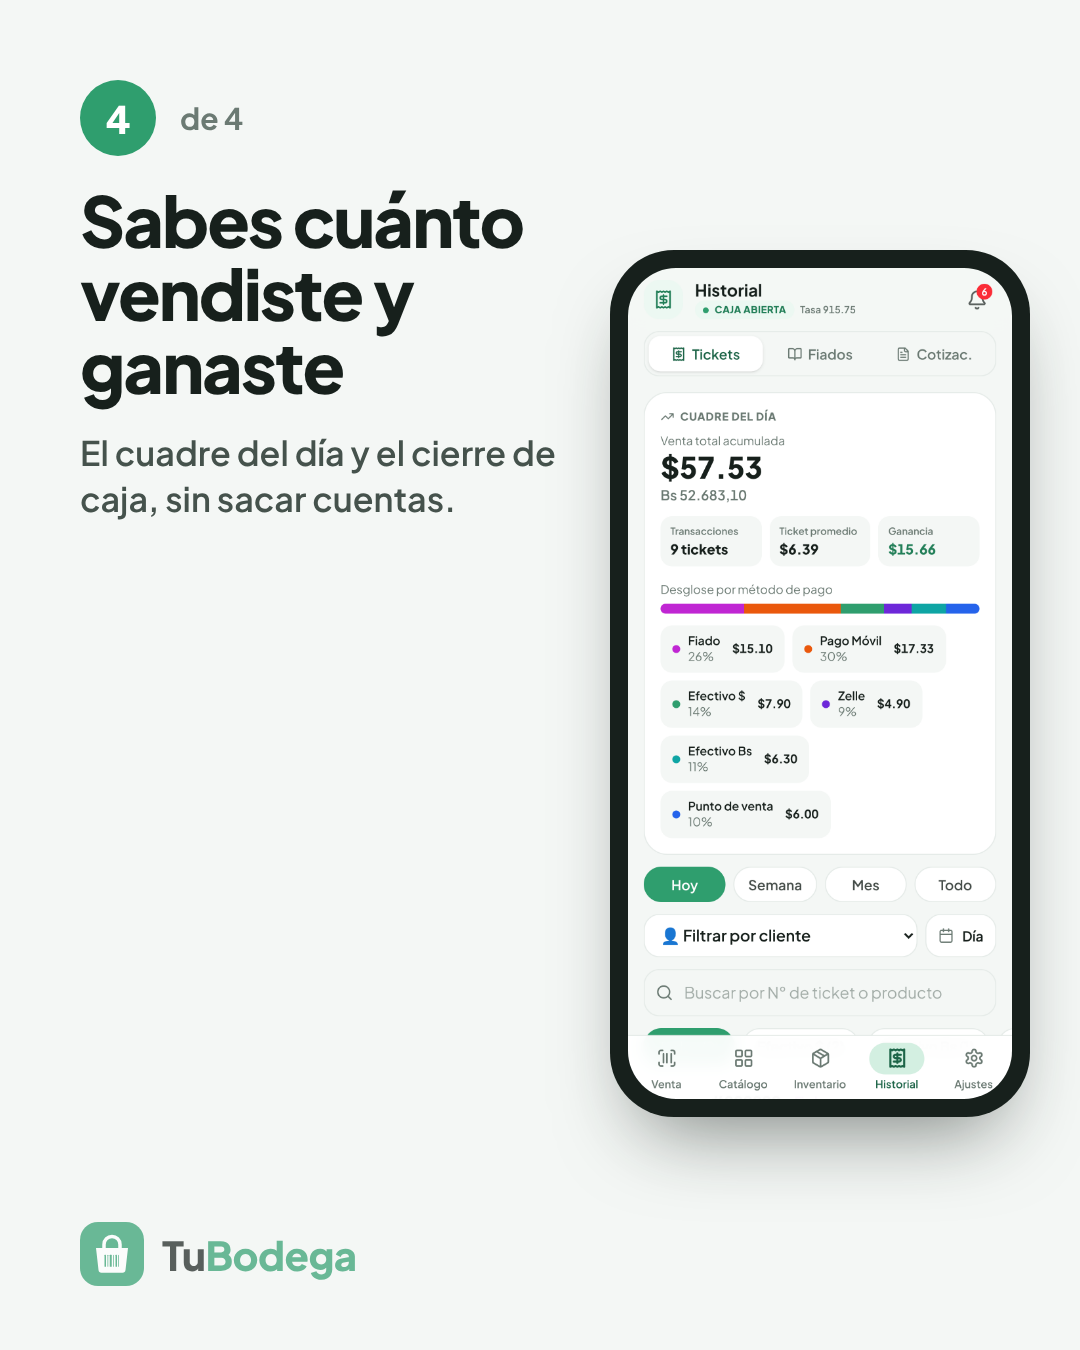 4 de 4
Sabes cuánto
vendiste y
ganaste
El cuadre del día y el cierre de
caja, sin sacar cuentas.
Historial
CAJA ABIERTA Tasa 915.75
6
Tickets Fiados Cotizac.
CUADRE DEL DÍA
Venta total acumulada
$57.53
Bs 52.683,10
Transacciones Ticket promedio Ganancia
9 tickets $6.39 $15.66
Desglose por método de pago
Fiado $15.10 Pago Móvil $17.33
26% 30%
Efectivo $ $7.90 Zelle $4.90
14% 9%
Efectivo Bs $6.30
11%
Punto de venta $6.00
10%
Hoy Semana Mes Todo
Filtrar por cliente Día
Buscar por N° de ticket o producto
Venta Catálogo Inventario Historial Ajustes
TuBodega